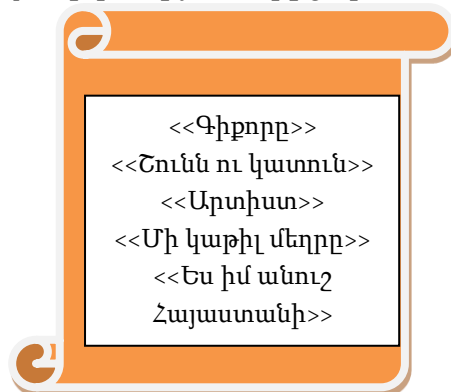 <<Գիքորը>>
<<Շունն ու կատուն>>
<<Արտիստ>>
<<Մի կաթիլ մեղրը>>
<<Ես իմ անուշ
Հայաստանի>>